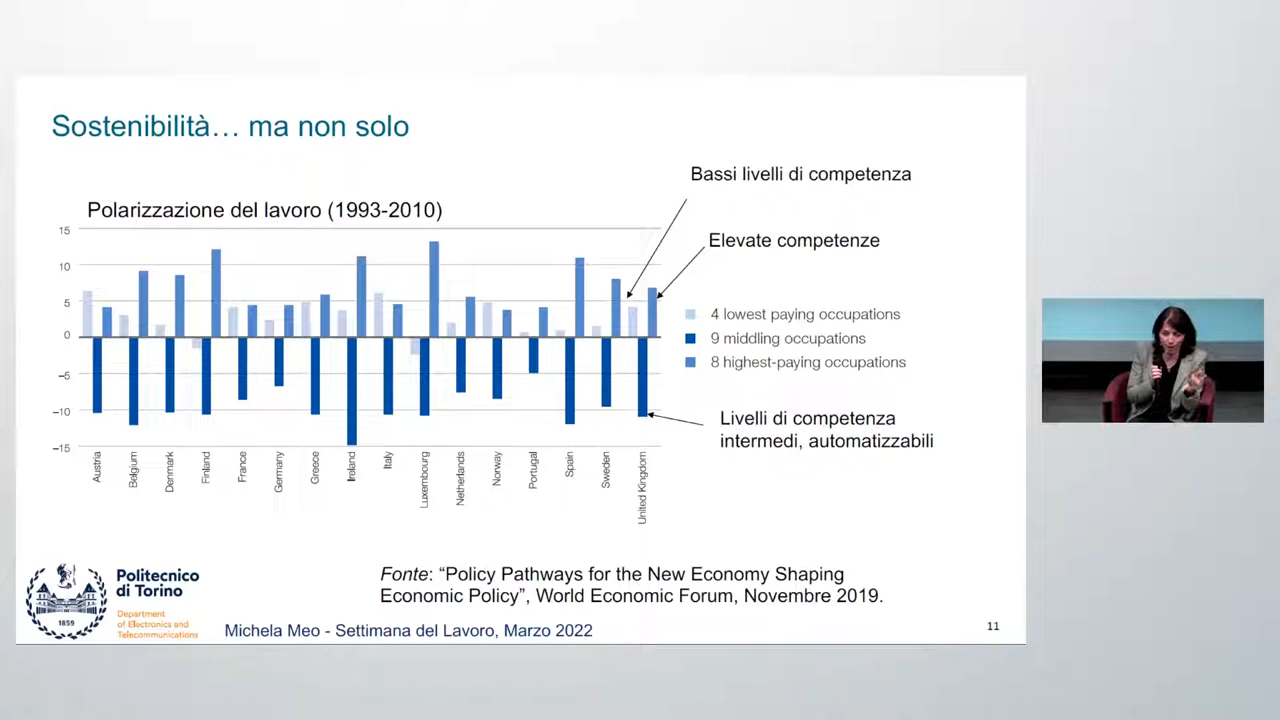 Sostenibilità… ma non solo
Bassi livelli di competenza
Polarizzazione del lavoro (1993-2010)
Elevate competenze
15
10
5
0
−5
−10
−15
4 lowest paying occupations
9 middling occupations
8 highest-paying occupations
Livelli di competenza
intermedi, automatizzabili
Austria
Belgium
Denmark
Finland
France
Germany
Greece
Ireland
Italy
Luxembourg
Netherlands
Norway
Portugal
Spain
Sweden
United Kingdom
Fonte: “Policy Pathways for the New Economy Shaping
Economic Policy”, World Economic Forum, Novembre 2019.
1859
Politecnico
di Torino
Department
of Electronics and
Telecommunications
Michela Meo - Settimana del Lavoro, Marzo 2022
11